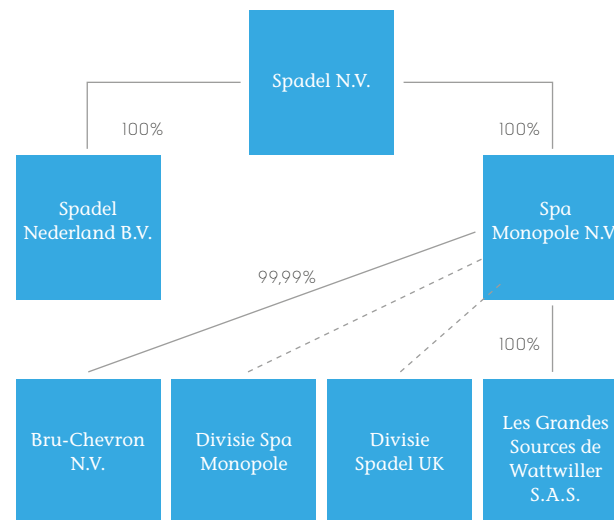 Spadel N.V.
100%
100%
Spadel
Nederland B.V.
Spa
Monopole N.V
99,99%
100%
Bru-Chevron
N.V.
Divisie Spa
Monopole
Divisie
Spadel UK
Les Grandes
Sources de
Wattwiller
S.A.S.